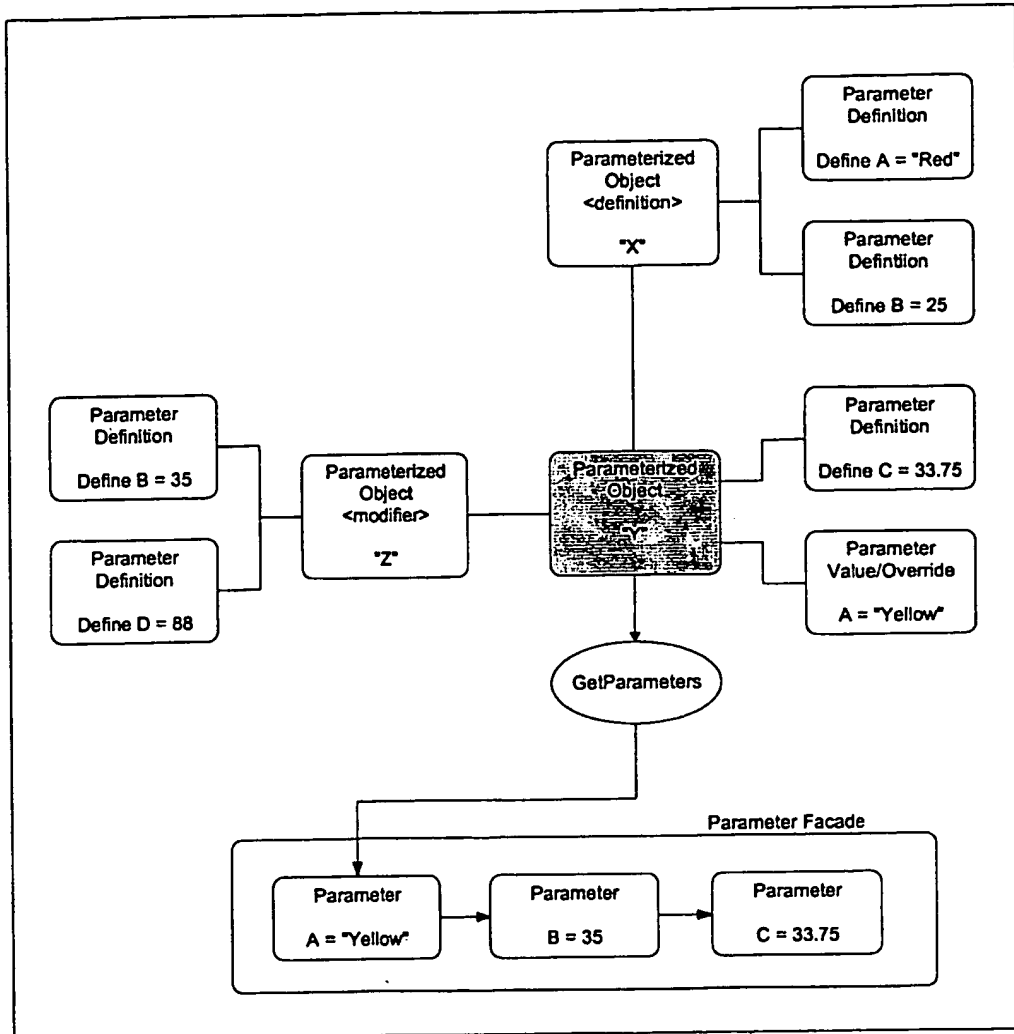 Parameter
Definition
Define A = "Red"
Parameterized
Object
<definition>
"X"
Parameter
Defintiion
Define B = 25
Parameter
Definition
Define B = 35
Parameterized
Object
<modifier>
"Z"
Parameter
Definition
Define D = 88
Parameterized
Object
"Y"
Parameter
Definition
Define C = 33.75
Parameter
Value/Override
A = "Yellow"
GetParameters
Parameter Facade
Parameter
A = "Yellow"
Parameter
B = 35
Parameter
C = 33.75